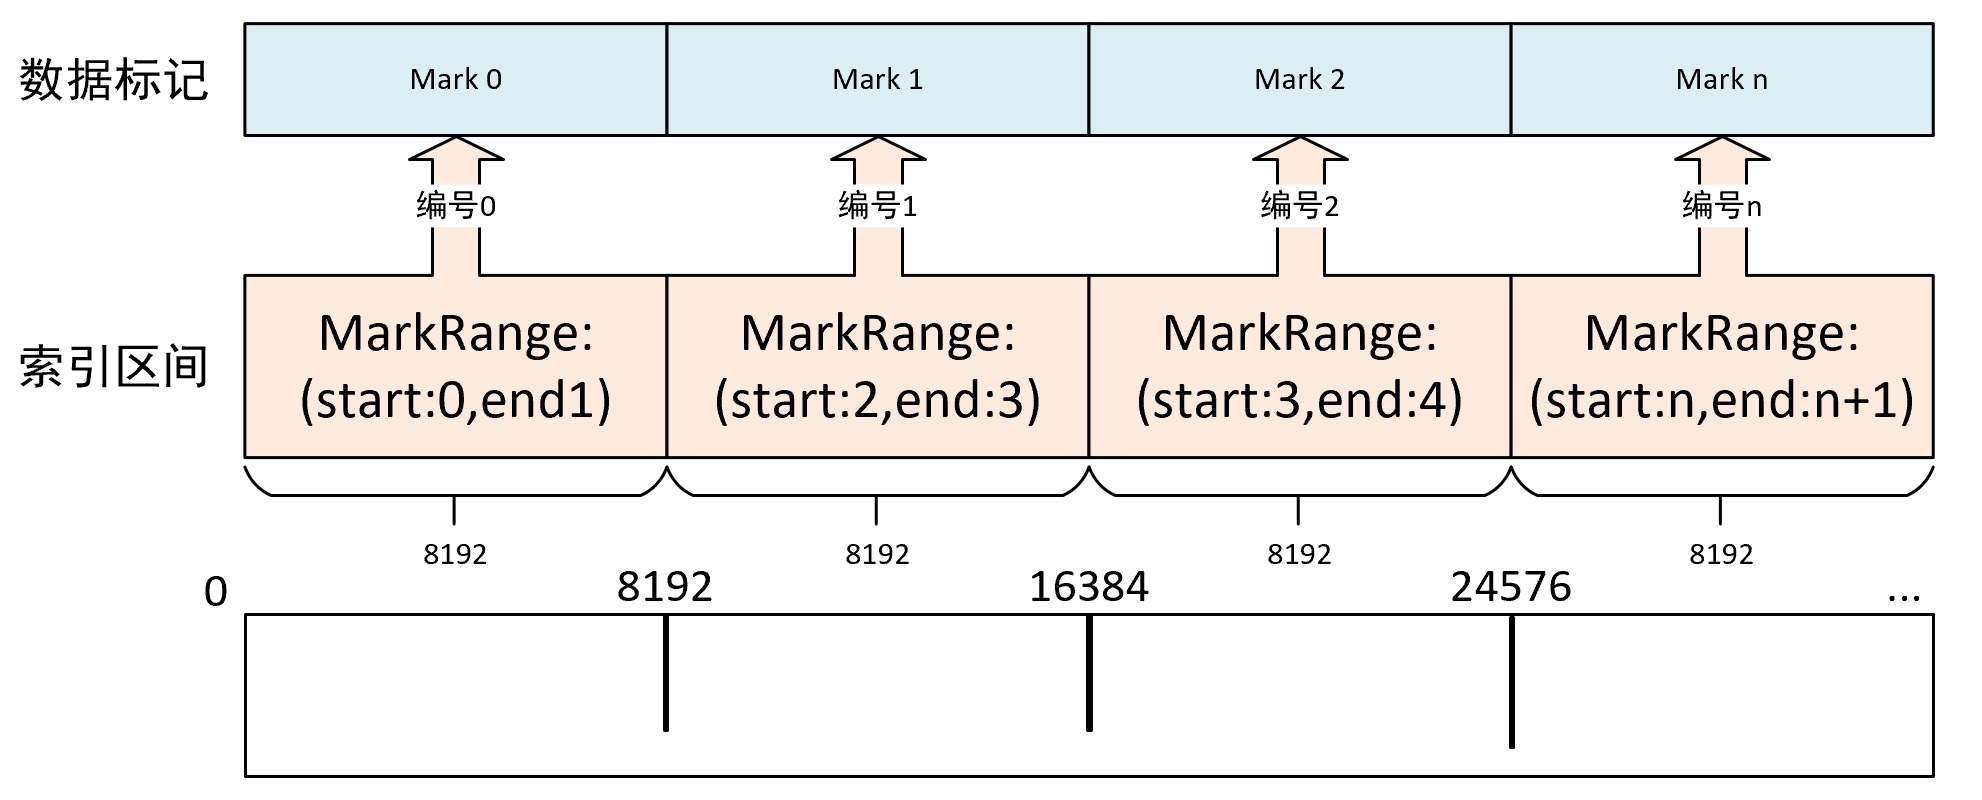 数据标记
Mark 0
Mark 1
Mark 2
Mark n
编号0
编号1
编号2
编号n
索引区间
MarkRange:
(start:0,end1)
MarkRange:
(start:2,end:3)
MarkRange:
(start:3,end:4)
MarkRange:
(start:n,end:n+1)
8192
8192
8192
8192
0
8192
16384
24576
...